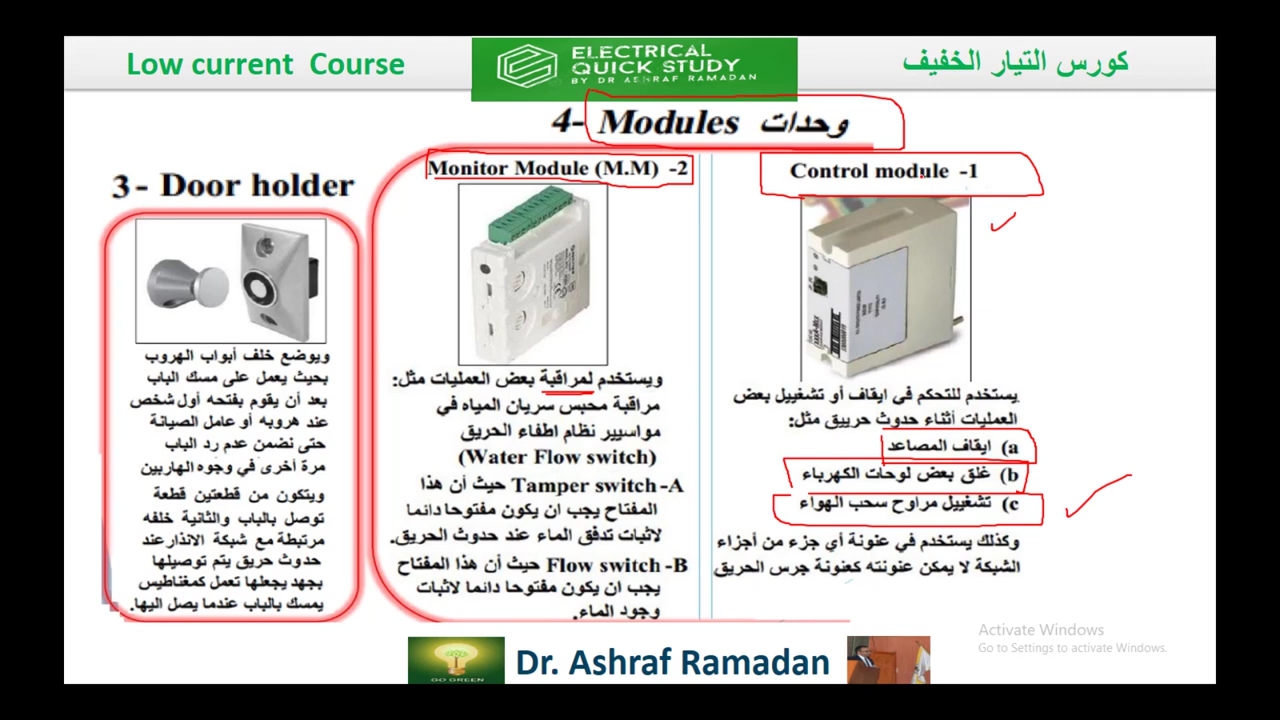 Low current Course
ELECTRICAL
QUICK STUDY
BY DR ASHRAF RAMADAN
كورس التيار الخفيف
4- Modules وحدات
Control module -1
يستخدم للتحكم في ايقاف أو تشغييل بعض
العمليات أثناء حدوث حرييق مثل:
a) ايقاف المصاعد
b) غلق بعض لوحات الكهرباء
c) تشغييل مراوح سحب الهواء
وكذلك يستخدم في عنونة أي جزء من أجزاء
الشبكة لا يمكن عنونته كعنونة جرس الحريق
Monitor Module (M.M) -2
ويستخدم لمراقبة بعض العمليات مثل:
مراقبة محبس سريان المياه في
مواسيير نظام اطفاء الحريق
(Water Flow switch)
Tamper switch-A حيث أن هذا
المفتاح يجب ان يكون مفتوحا دائما
لاثبات تدفق الماء عند حدوث الحريق.
Flow switch-B حيث أن هذا المفتاح
يجب ان يكون مفتوحا دائما لاثبات
وجود الماء.
3- Door holder
ويوضع خلف أبواب الهروب
بحيث يعمل على مسك الباب
بعد أن يقوم بفتحه أول شخص
عند هروبه أو عامل الصيانة
حتى نضمن عدم رد الباب
مرة أخرى في وجوه الهاربين
ويتكون من قطعتين قطعة
توصل بالباب والثانية خلفه
مرتبطة مع شبكة الانذار عند
حدوث حريق يتم توصيلها
بجهد يجعلها تعمل كمغناطيس
يمسك بالباب عندما يصل اليها.
Activate Windows
Go to Settings to activate Windows.
GO GREEN
Dr. Ashraf Ramadan